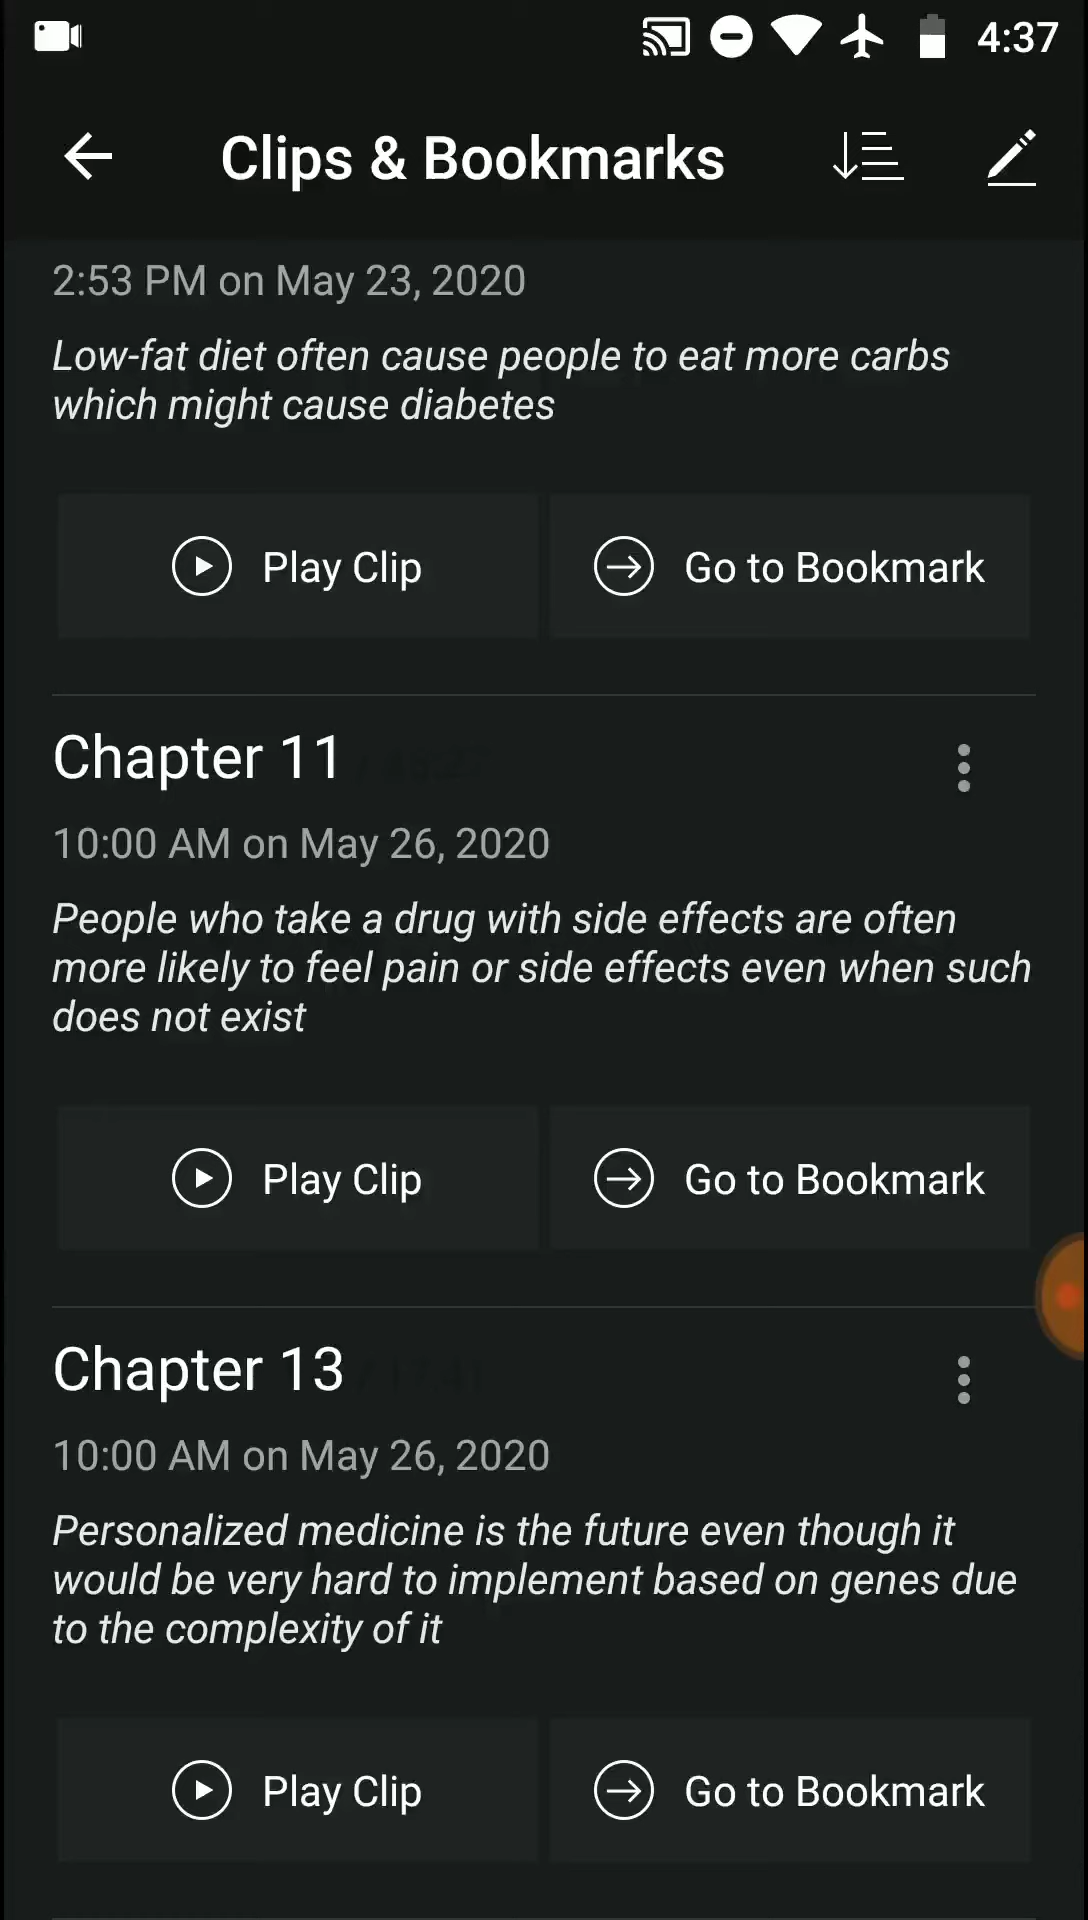 4:37
Clips & Bookmarks
2:53 PM on May 23, 2020
Low-fat diet often cause people to eat more carbs
which might cause diabetes
Play Clip
Go to Bookmark
Chapter 11
10:00 AM on May 26, 2020
People who take a drug with side effects are often
more likely to feel pain or side effects even when such
does not exist
Play Clip
Go to Bookmark
Chapter 13
10:00 AM on May 26, 2020
Personalized medicine is the future even though it
would be very hard to implement based on genes due
to the complexity of it
Play Clip
Go to Bookmark